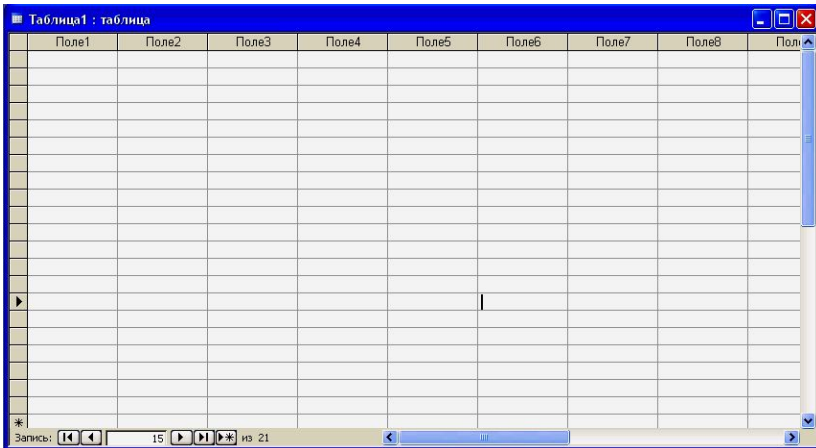 Таблица1 : таблица
Поле1 Поле2 Поле3 Поле4 Поле5 Поле6 Поле7 Поле8
Запись: 15 из 21